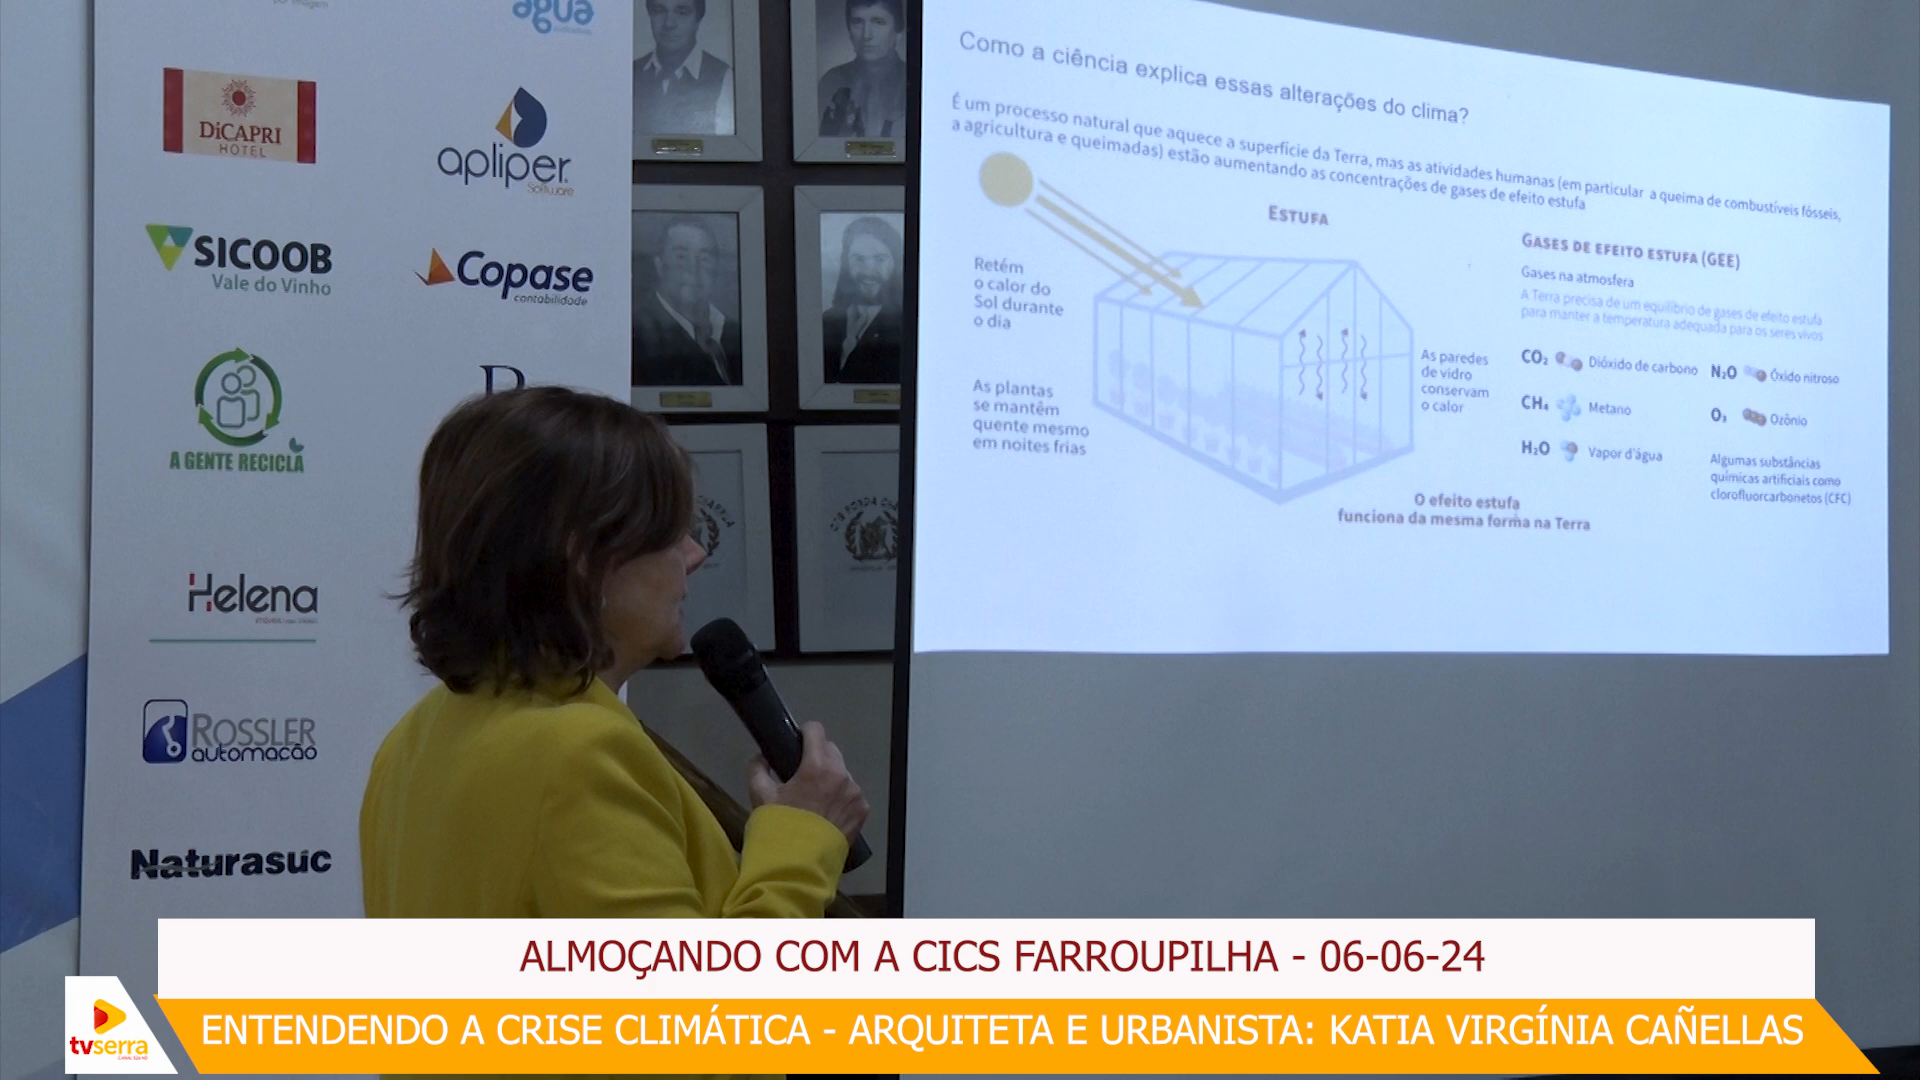 agua
DiCAPRI
HOTEL
apliper
Software
SICOOB
Vale do Vinho
Copase
contabilidade
A GENTE RECICLA
Helena
ROSSLER
automação
Naturasuc
Como a ciência explica essas alterações do clima?
É um processo natural que aquece a superfície da Terra, mas as atividades humanas (em particular a queima de combustíveis fósseis,
a agricultura e queimadas) estão aumentando as concentrações de gases de efeito estufa
ESTUFA
Retém
o calor do
Sol durante
o dia
As plantas
se mantêm
quente mesmo
em noites frias
As paredes
de vidro
conservam
o calor
O efeito estufa
funciona da mesma forma na Terra
GASES DE EFEITO ESTUFA (GEE)
Gases na atmosfera
A Terra precisa de um equilíbrio de gases de efeito estufa
para manter a temperatura adequada para os seres vivos
CO₂ Dióxido de carbono
N₂O Óxido nitroso
CH₄ Metano
O₃ Ozônio
H₂O Vapor d'água
Algumas substâncias
químicas artificiais como
clorofluorcarbonetos (CFC)
ALMOÇANDO COM A CICS FARROUPILHA - 06-06-24
tvserra
ENTENDENDO A CRISE CLIMÁTICA - ARQUITETA E URBANISTA: KATIA VIRGÍNIA CAÑELLAS